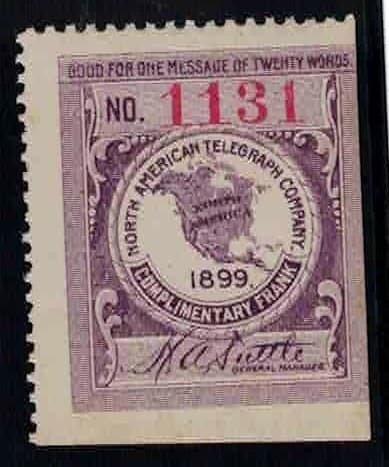 GOOD FOR ONE MESSAGE OF TWENTY WORDS.
NO. 1131
NORTH AMERICAN TELEGRAPH COMPANY.
NORTH
AMERICA
1899.
COMPLIMENTARY FRANK
H A Tuttle
GENERAL MANAGER.